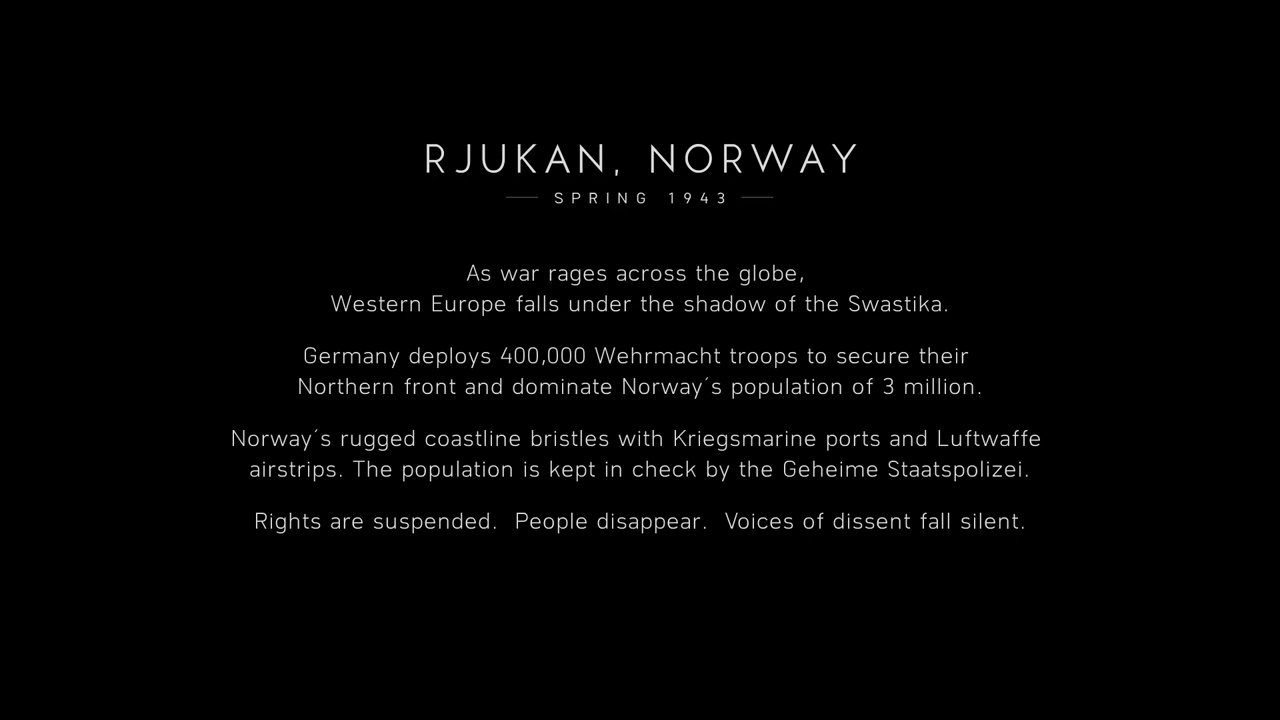 RJUKAN, NORWAY
SPRING 1943
As war rages across the globe,
Western Europe falls under the shadow of the Swastika.
Germany deploys 400,000 Wehrmacht troops to secure their
Northern front and dominate Norway´s population of 3 million.
Norway´s rugged coastline bristles with Kriegsmarine ports and Luftwaffe
airstrips. The population is kept in check by the Geheime Staatspolizei.
Rights are suspended.  People disappear.  Voices of dissent fall silent.